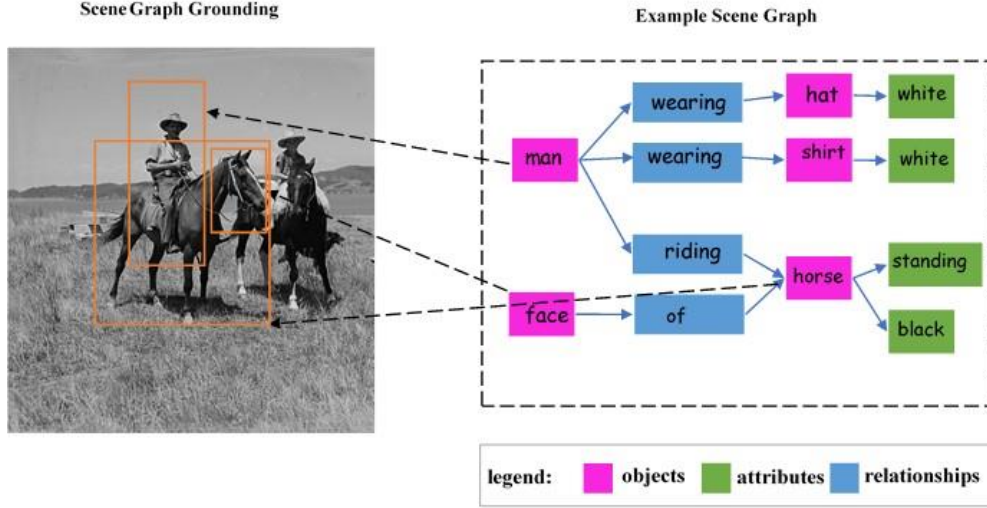 Scene Graph Grounding
Example Scene Graph
wearing
hat
white
man
wearing
shirt
white
riding
horse
standing
face
of
black
legend:
objects
attributes
relationships